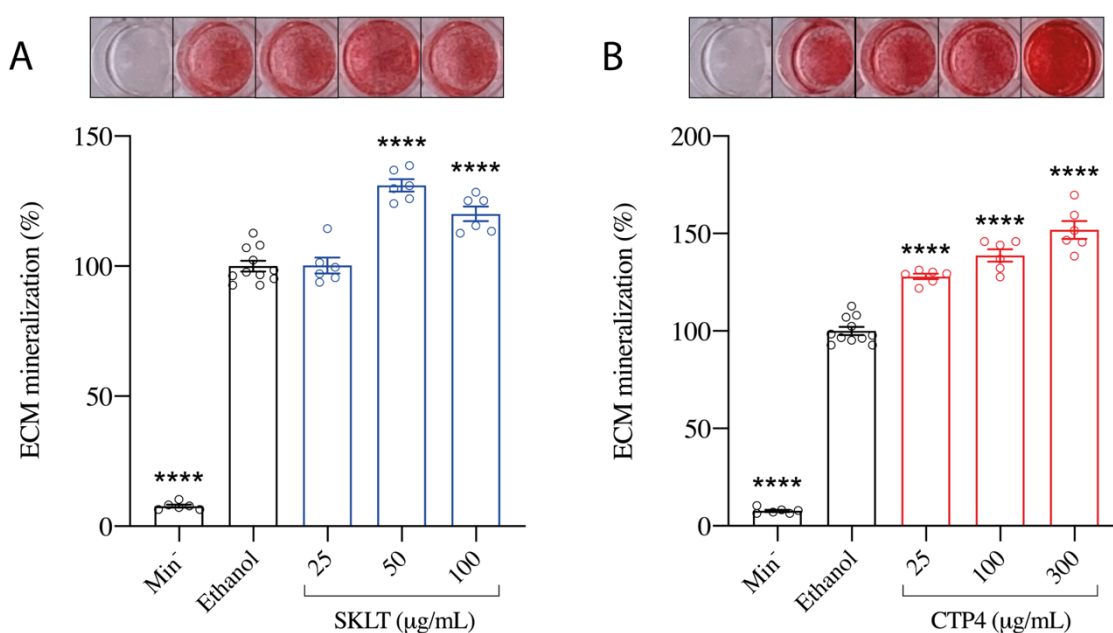 A
ECM mineralization (%)
150
100
50
0
****
****
****
Min⁻
Ethanol
25
50
100
SKLT (μg/mL)
B
ECM mineralization (%)
200
150
100
50
0
****
****
****
****
Min⁻
Ethanol
25
100
300
CTP4 (μg/mL)